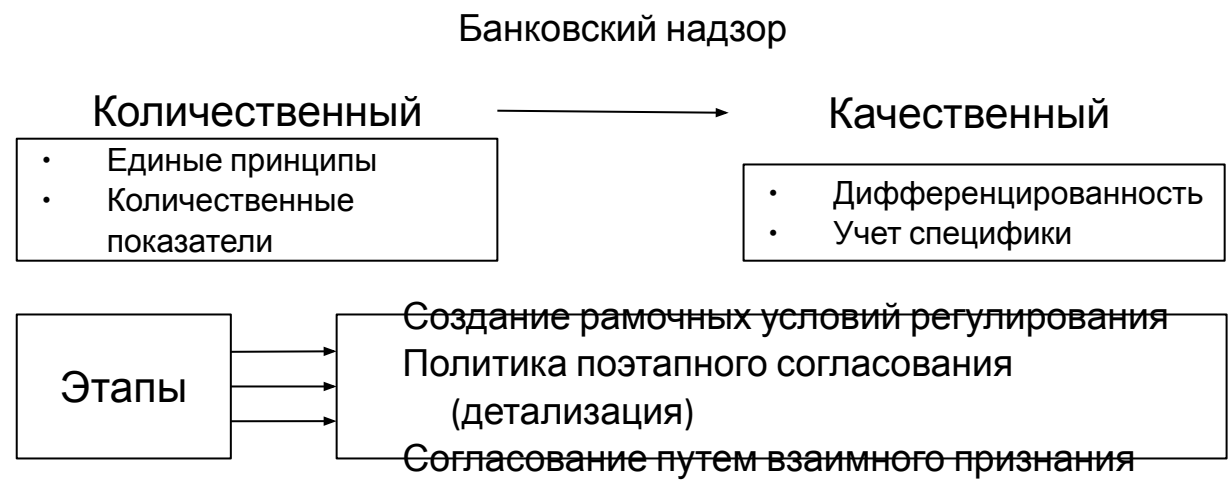 Банковский надзор
Количественный
Качественный
• Единые принципы
• Количественные
показатели
• Дифференцированность
• Учет специфики
Этапы
Создание рамочных условий регулирования
Политика поэтапного согласования
(детализация)
Согласование путем взаимного признания